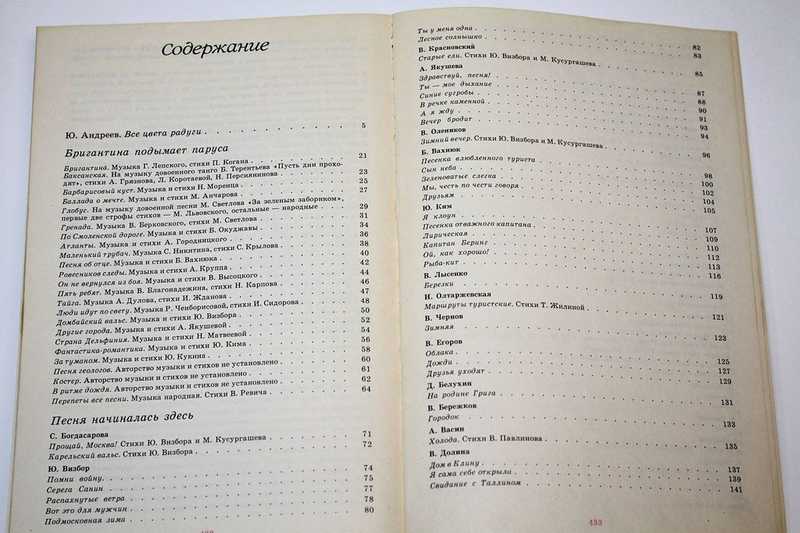 Содержание
Ю. Андреев. Все цвета радуги 5
Бригантина подымает паруса
Бригантина. Музыка Г. Лепского, стихи П. Когана 21
Баксанская. На музыку довоенного танго Б. Терентьева «Пусть дни прохо-
дят», стихи А. Грязнова, Л. Коротаевой, Н. Персиянинова 23
Барбарисовый куст. Музыка и стихи Н. Моренца 25
Баллада о мечте. Музыка и стихи М. Анчарова 27
Глобус. На музыку довоенной песни М. Светлова «За зеленым забориком»,
первые две строфы стихов — М. Львовского, остальные — народные 29
Гренада. Музыка В. Берковского, стихи М. Светлова 31
По Смоленской дороге. Музыка и стихи Б. Окуджавы 34
Атланты. Музыка и стихи А. Городницкого 36
Маленький трубач. Музыка С. Никитина, стихи С. Крылова 38
Песня об отце. Музыка и стихи Б. Вахнюка 40
Ровесников следы. Музыка и стихи А. Круппа 42
Он не вернулся из боя. Музыка и стихи В. Высоцкого 44
Пять ребят. Музыка В. Благонадежина, стихи Н. Карпова 46
Тайга. Музыка А. Дулова, стихи И. Жданова 47
Люди идут по свету. Музыка Р. Ченборисовой, стихи И. Сидорова 48
Домбайский вальс. Музыка и стихи Ю. Визбора 50
Другие города. Музыка и стихи А. Якушевой 52
Страна Дельфиния. Музыка и стихи Н. Матвеевой 54
Фантастика-романтика. Музыка и стихи Ю. Кима 56
За туманом. Музыка и стихи Ю. Кукина 58
Песня геологов. Авторство музыки и стихов не установлено 60
Костер. Авторство музыки и стихов не установлено 61
В ритме дождя. Авторство музыки и стихов не установлено 62
Перепеты все песни. Музыка народная. Стихи В. Ревича 64
Песня начиналась здесь
С. Богдасарова
Прощай, Москва! Стихи Ю. Визбора и М. Кусургашева 71
Карельский вальс. Стихи Ю. Визбора 72
Ю. Визбор
Помни войну. 74
Серега Санин 75
Распахнутые ветра 77
Вот это для мужчин 78
Подмосковная зима 80
Ты у меня одна 82
Лесное солнышко 83
В. Красновский
Старые ели. Стихи Ю. Визбора и М. Кусургашева 85
А. Якушева
Здравствуй, песня! 87
Ты — мое дыхание 88
Синие сугробы 90
В речке каменной 91
А я жду 93
Вечер бродит 94
В. Олеников
Зимний вечер. Стихи Ю. Визбора и М. Кусургашева 96
Б. Вахнюк
Песенка влюбленного туриста 98
Сын неба 100
Зеленоватые слегка 102
Мы, честь по чести говоря 104
Друзьям 105
Ю. Ким
Я клоун 107
Песенка отважного капитана 109
Лирическая 110
Капитан Беринг 112
Ой, как хорошо! 113
Рыба-кит 116
В. Лысенко
Березки 119
И. Олтаржевская
Маршруты туристские. Стихи Т. Жилиной 121
В. Чернов
Зимняя 123
В. Егоров
Облака 125
Дожди 127
Друзья уходят 129
Д. Белухин
На родине Грига 131
В. Бережков
Городок 133
А. Васин
Холода. Стихи В. Павлинова 135
В. Долина
Дом в Клину 137
Я сама себе открыла 139
Свидание с Таллином 141
433